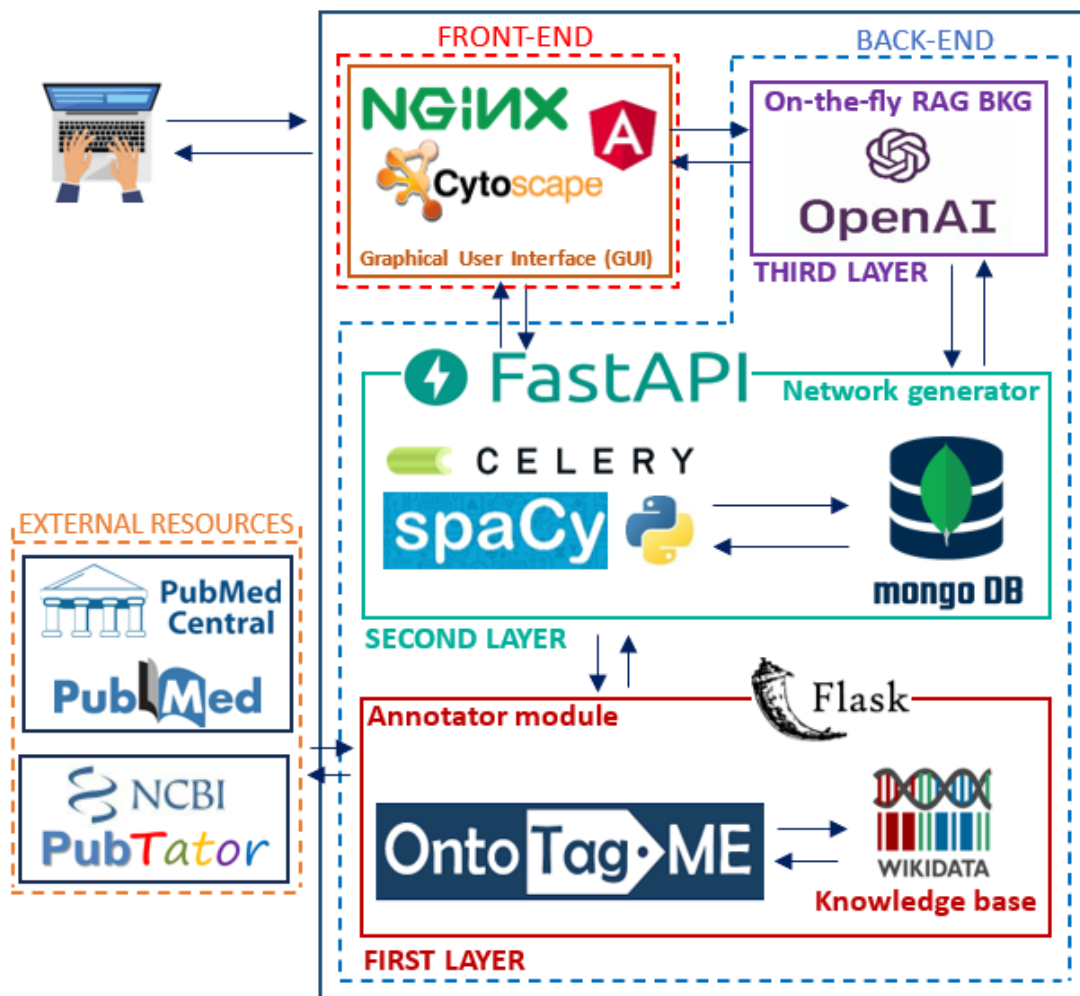 FRONT-END
BACK-END
NGiNX
A
Cytoscape
Graphical User Interface (GUI)
On-the-fly RAG BKG
OpenAI
THIRD LAYER
FastAPI
Network generator
CELERY
spaCy
mongo DB
SECOND LAYER
EXTERNAL RESOURCES
PubMed
Central
PubMed
NCBI
PubTator
Annotator module
Flask
OntoTag·ME
WIKIDATA
Knowledge base
FIRST LAYER